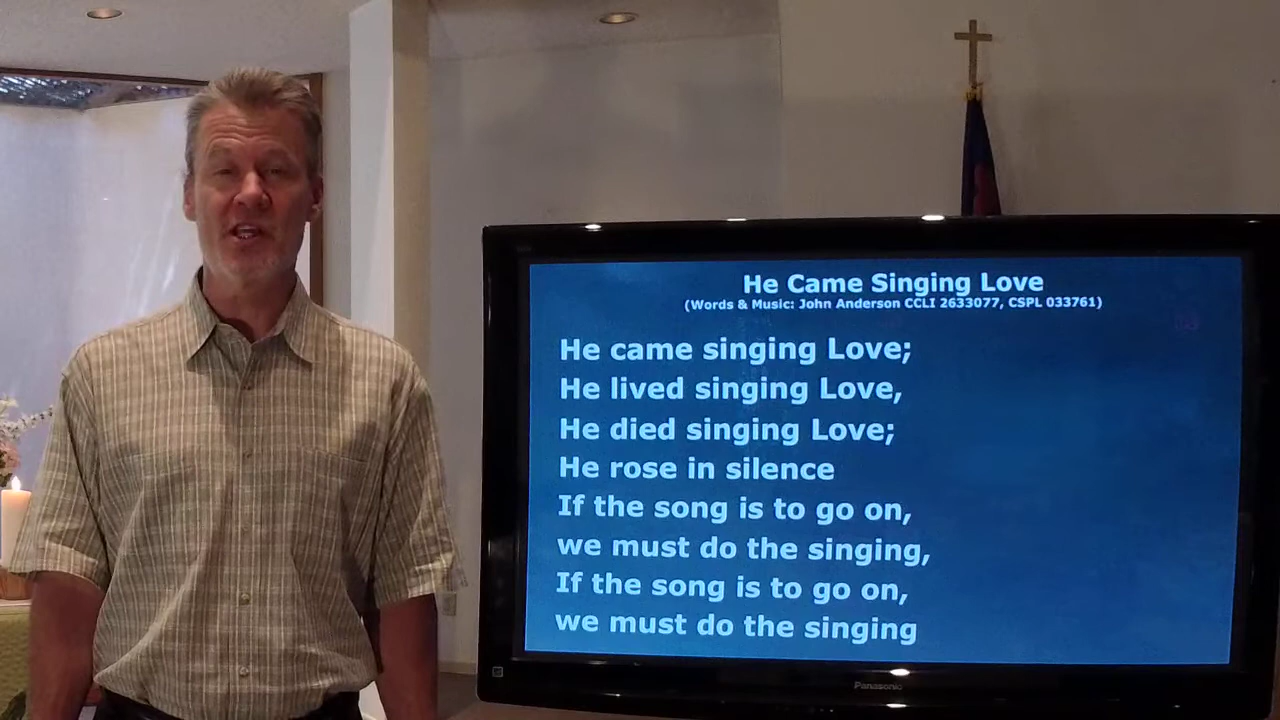 He Came Singing Love
(Words & Music: John Anderson CCLI 2633077, CSPL 033761)
He came singing Love;
He lived singing Love,
He died singing Love;
He rose in silence
If the song is to go on,
we must do the singing,
If the song is to go on,
we must do the singing
Panasonic